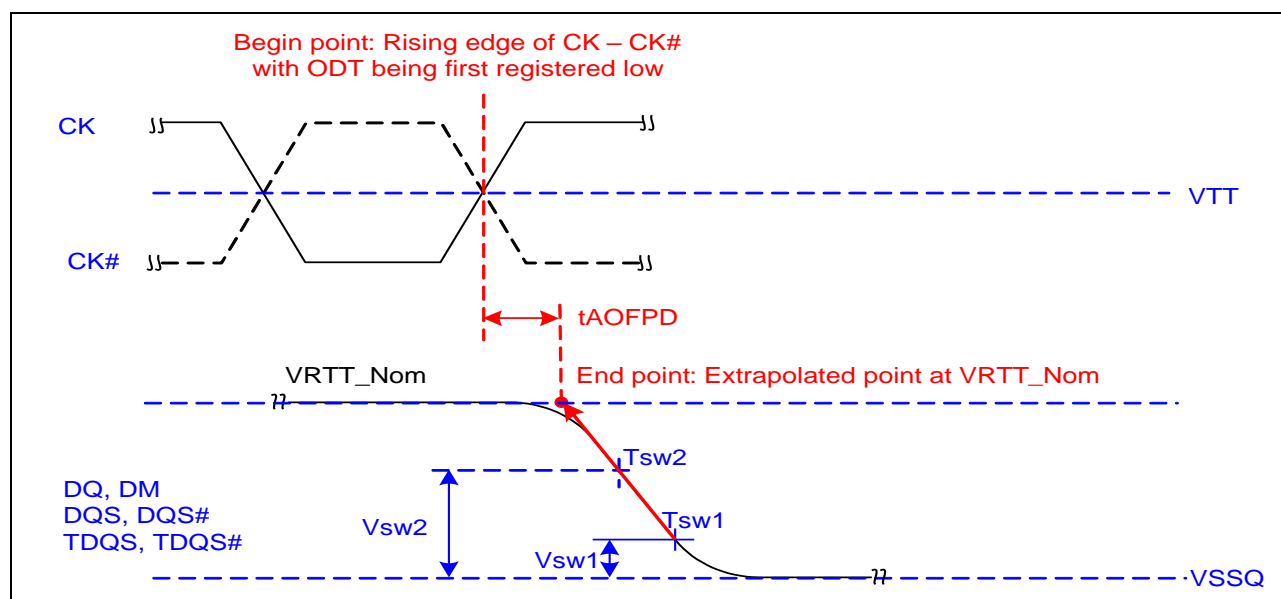 Begin point: Rising edge of CK – CK#
with ODT being first registered low
CK
VTT
CK#
tAOFPD
VRTT_Nom
End point: Extrapolated point at VRTT_Nom
Tsw2
DQ, DM
DQS, DQS#
TDQS, TDQS#
Vsw2
Tsw1
Vsw1
VSSQ